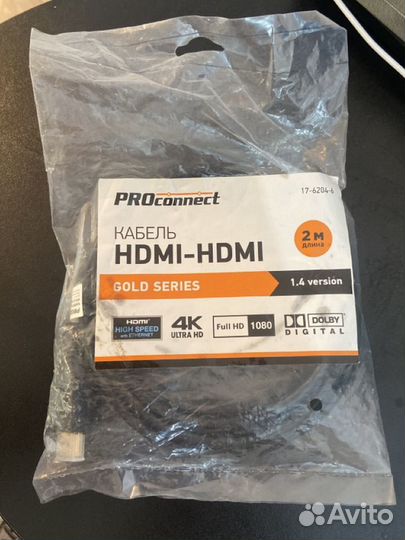 PROconnect
17-6204-6
КАБЕЛЬ
HDMI-HDMI
2 м
длина
GOLD SERIES
1.4 version
HDMI
HIGH SPEED
with ETHERNET
4K
ULTRA HD
Full HD 1080
DOLBY
DIGITAL
Avito